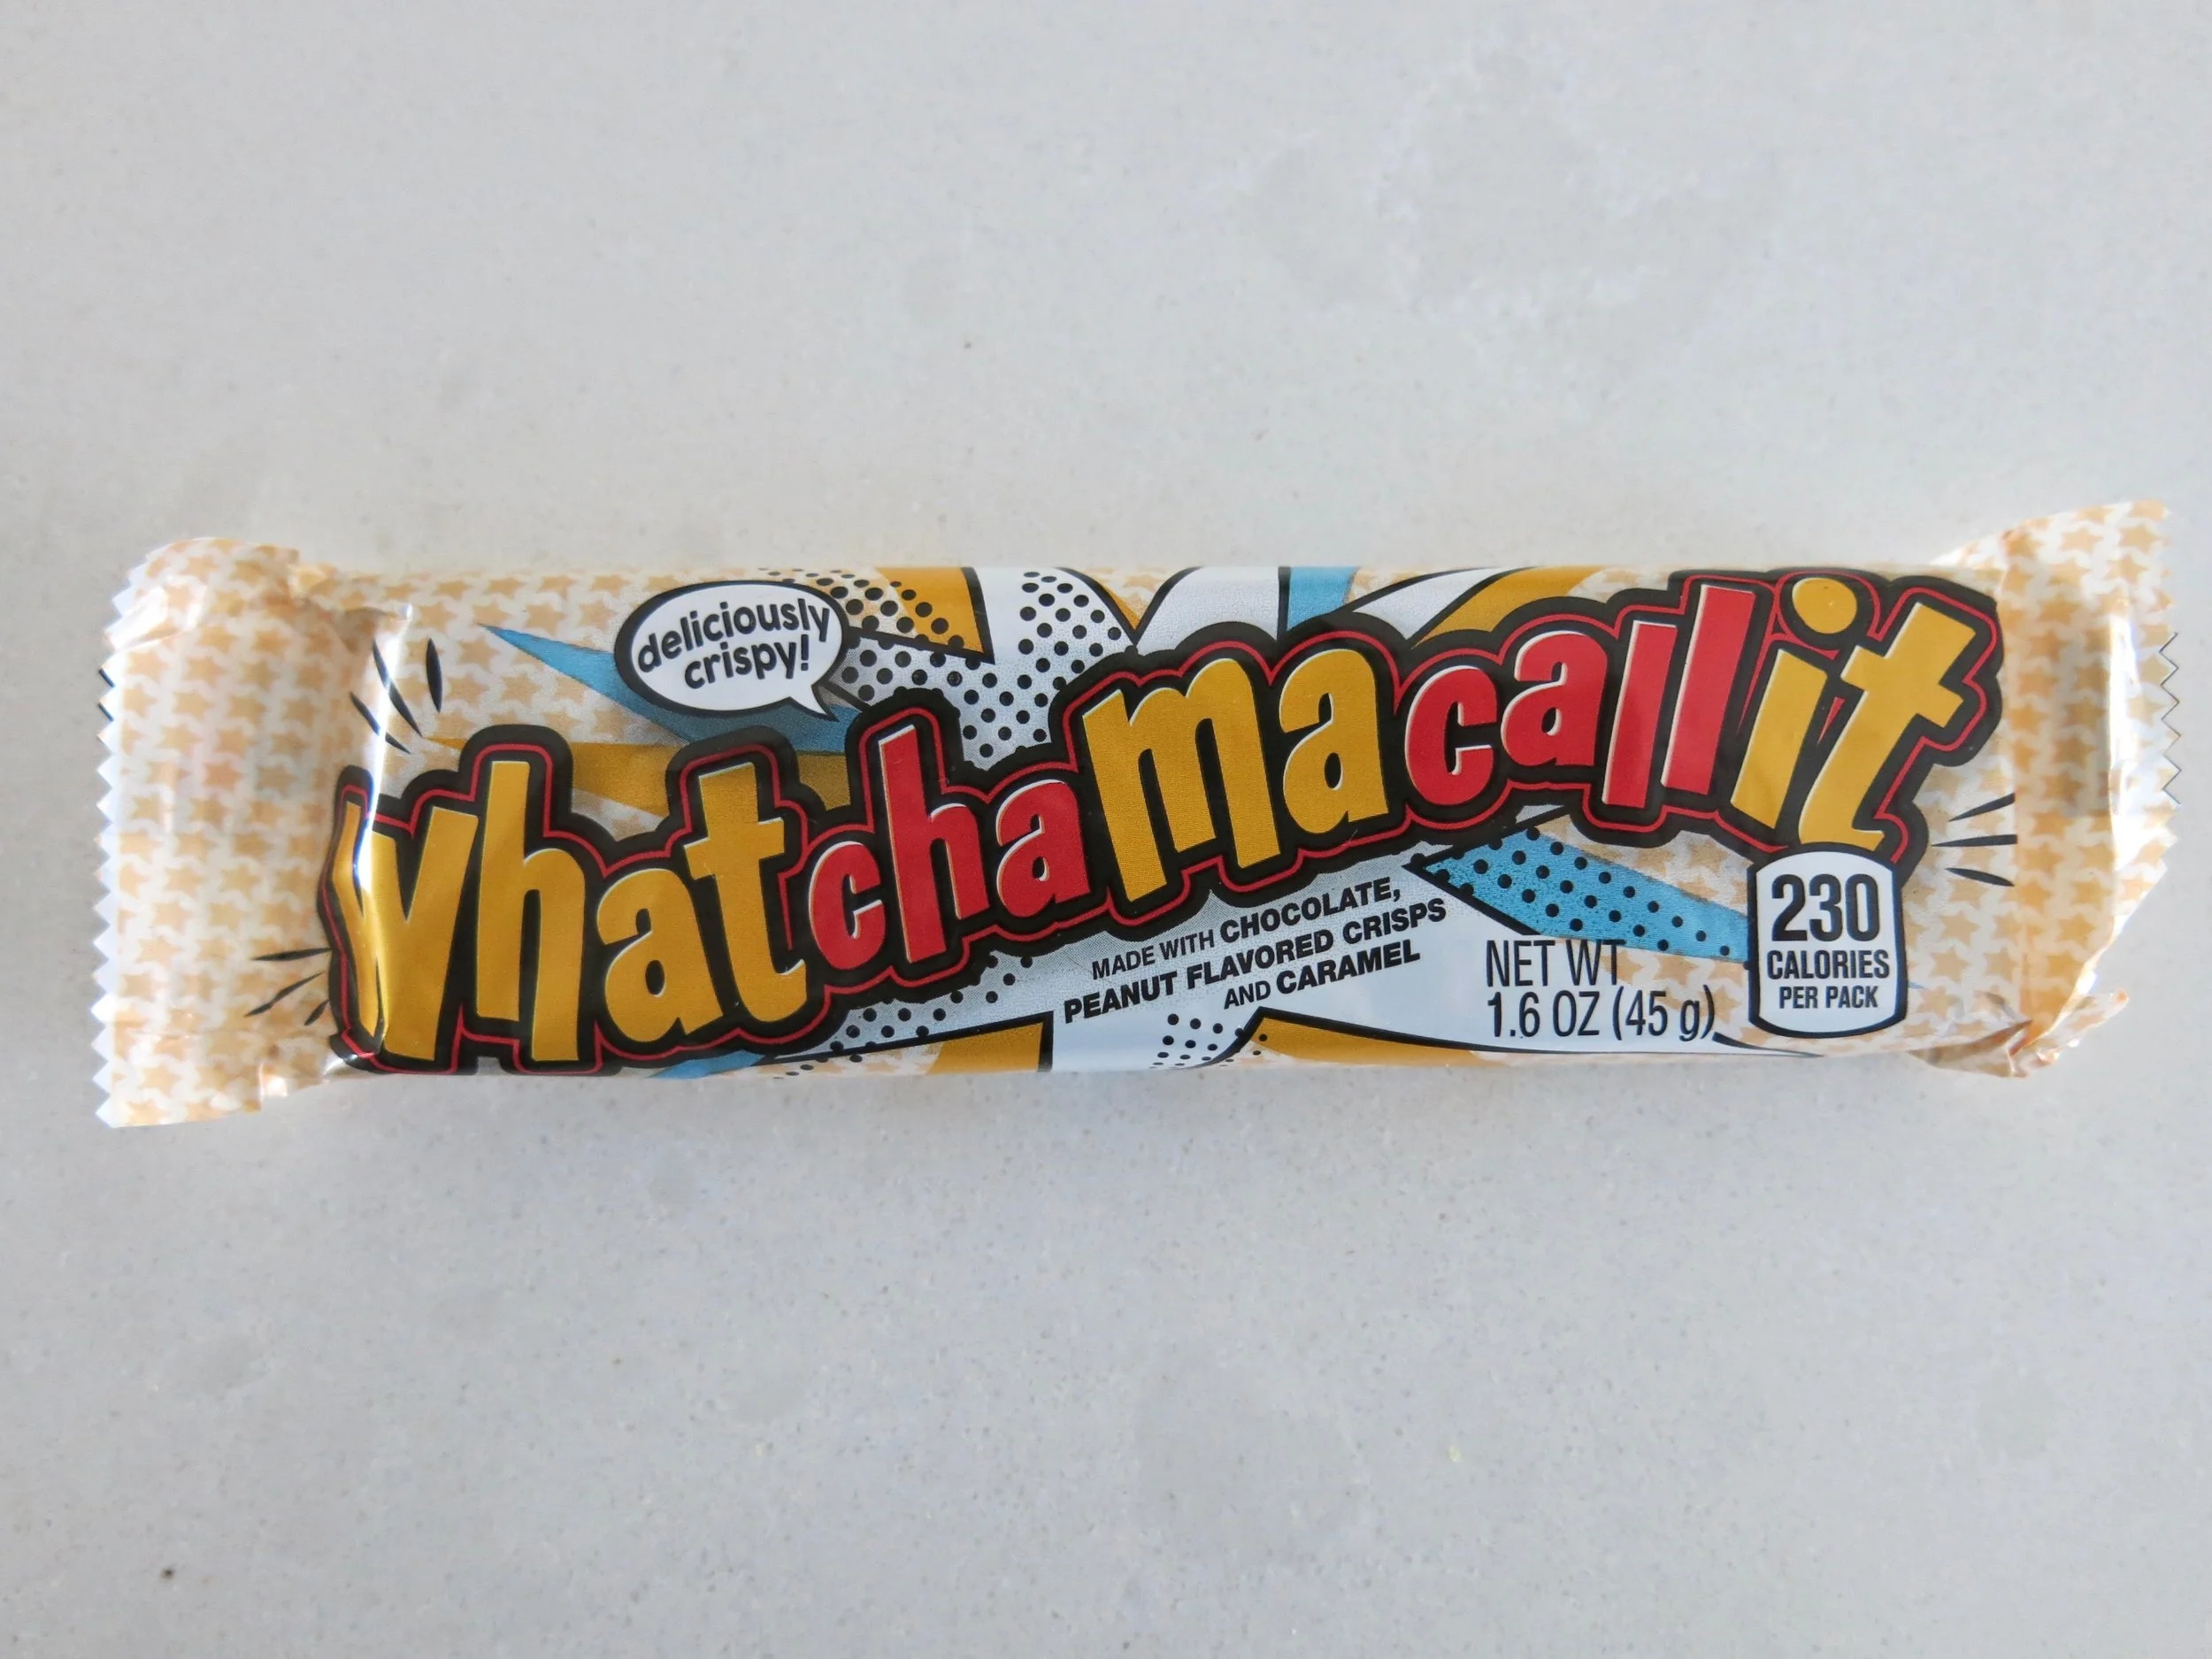 deliciously
crispy!
Whatchamacallit
MADE WITH CHOCOLATE,
PEANUT FLAVORED CRISPS
AND CARAMEL
NET WT
1.6 OZ (45 g)
230
CALORIES
PER PACK